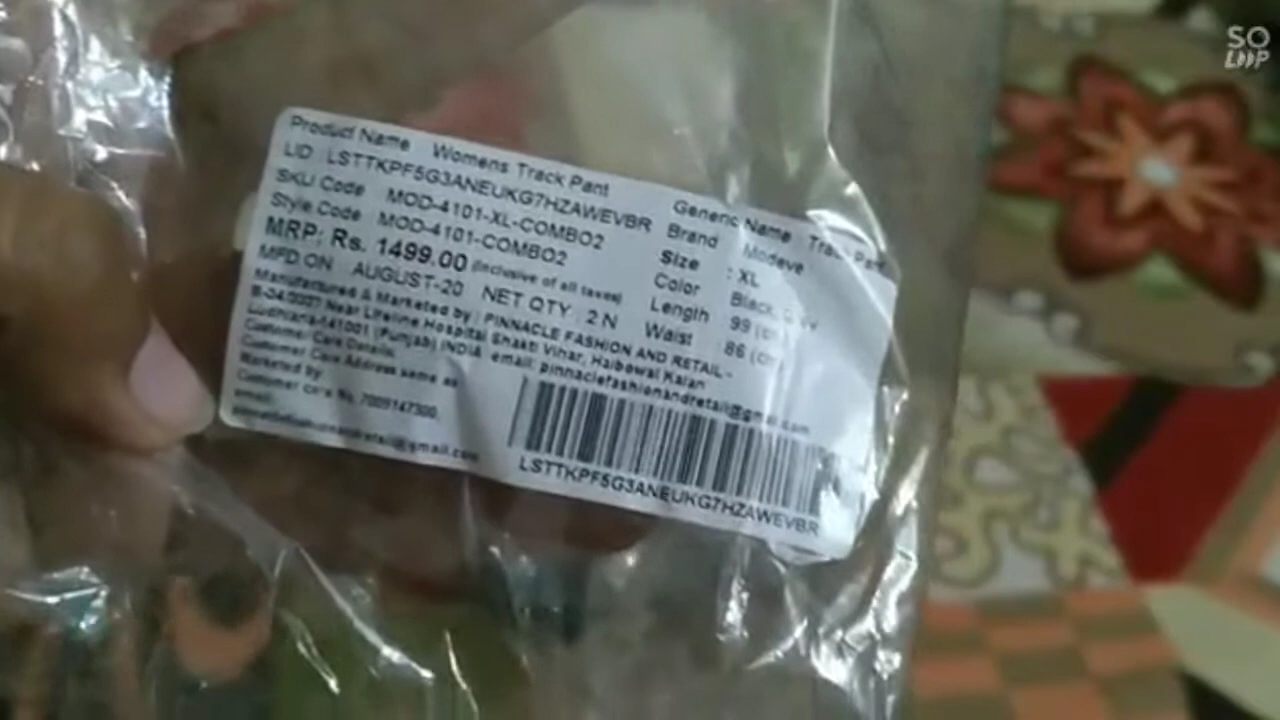 Product Name Womens Track Pant
LID LSTTKPF5G3ANEUKG7HZAWEVBR
SKU Code MOD-4101-XL-COMBO2
Style Code MOD-4101-COMBO2
MRP: Rs. 1499.00 (Inclusive of all taxes)
MFD ON AUGUST-20 NET QTY 2 N
Manufactured & Marketed by : PINNACLE FASHION AND RETAIL -
Near Lifeline Hospital Shakti Vihar, Haibowal Kalan
Ludhiana-141001 (Punjab) INDIA email: pinnaclefashionandretail@gmail.com
Customer Care Details:
Customer Care Address same as
Marketed by
Customer care No. 7009147300,
email:
pinnaclefashionandretail@gmail.com
Generic Name Track Pant
Brand Modeve
Size : XL
Color Black,
Length 99 (cm
Waist 86 (cm
LSTTKPF5G3ANEUKG7HZAWEVBR
SO
LOOP